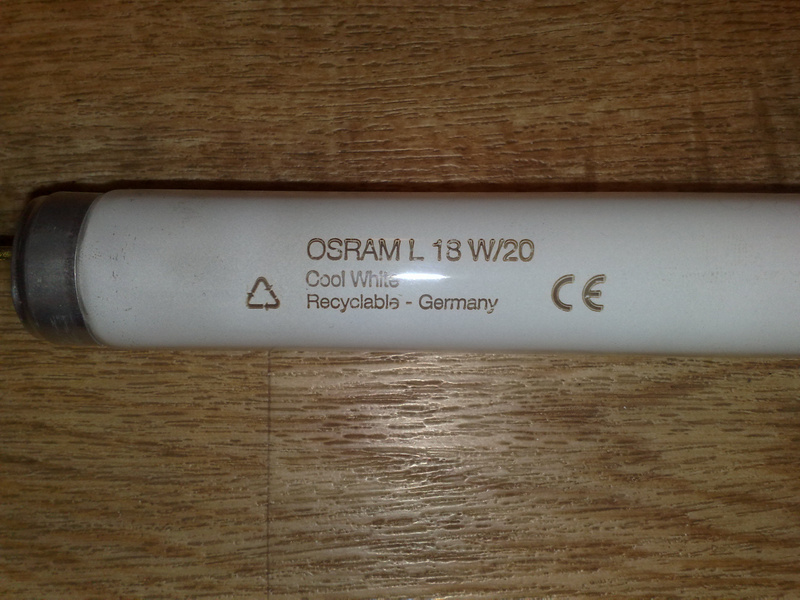 OSRAM L 18 W/20
Cool White
Recyclable - Germany
CE